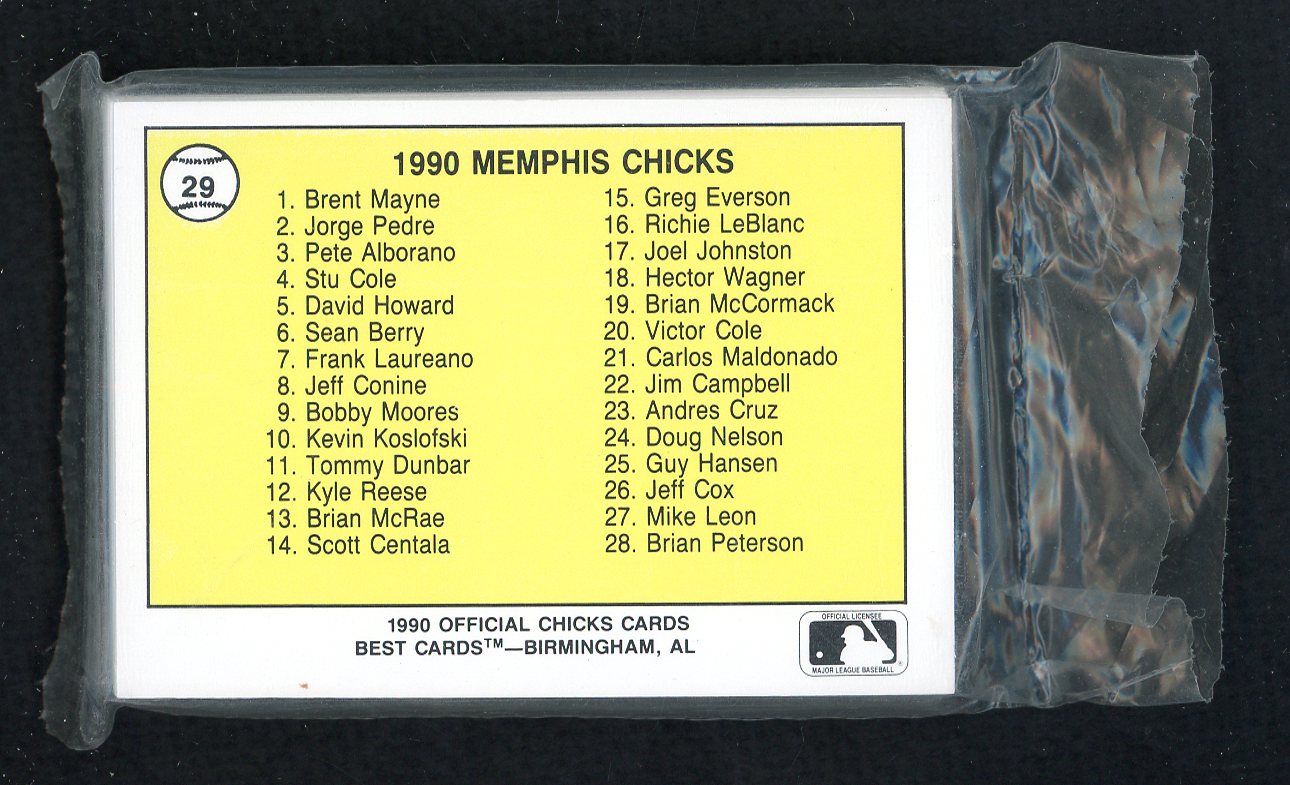 29
1990 MEMPHIS CHICKS
1. Brent Mayne
2. Jorge Pedre
3. Pete Alborano
4. Stu Cole
5. David Howard
6. Sean Berry
7. Frank Laureano
8. Jeff Conine
9. Bobby Moores
10. Kevin Koslofski
11. Tommy Dunbar
12. Kyle Reese
13. Brian McRae
14. Scott Centala
15. Greg Everson
16. Richie LeBlanc
17. Joel Johnston
18. Hector Wagner
19. Brian McCormack
20. Victor Cole
21. Carlos Maldonado
22. Jim Campbell
23. Andres Cruz
24. Doug Nelson
25. Guy Hansen
26. Jeff Cox
27. Mike Leon
28. Brian Peterson
1990 OFFICIAL CHICKS CARDS
BEST CARDS™—BIRMINGHAM, AL
OFFICIAL LICENSEE
MAJOR LEAGUE BASEBALL ®